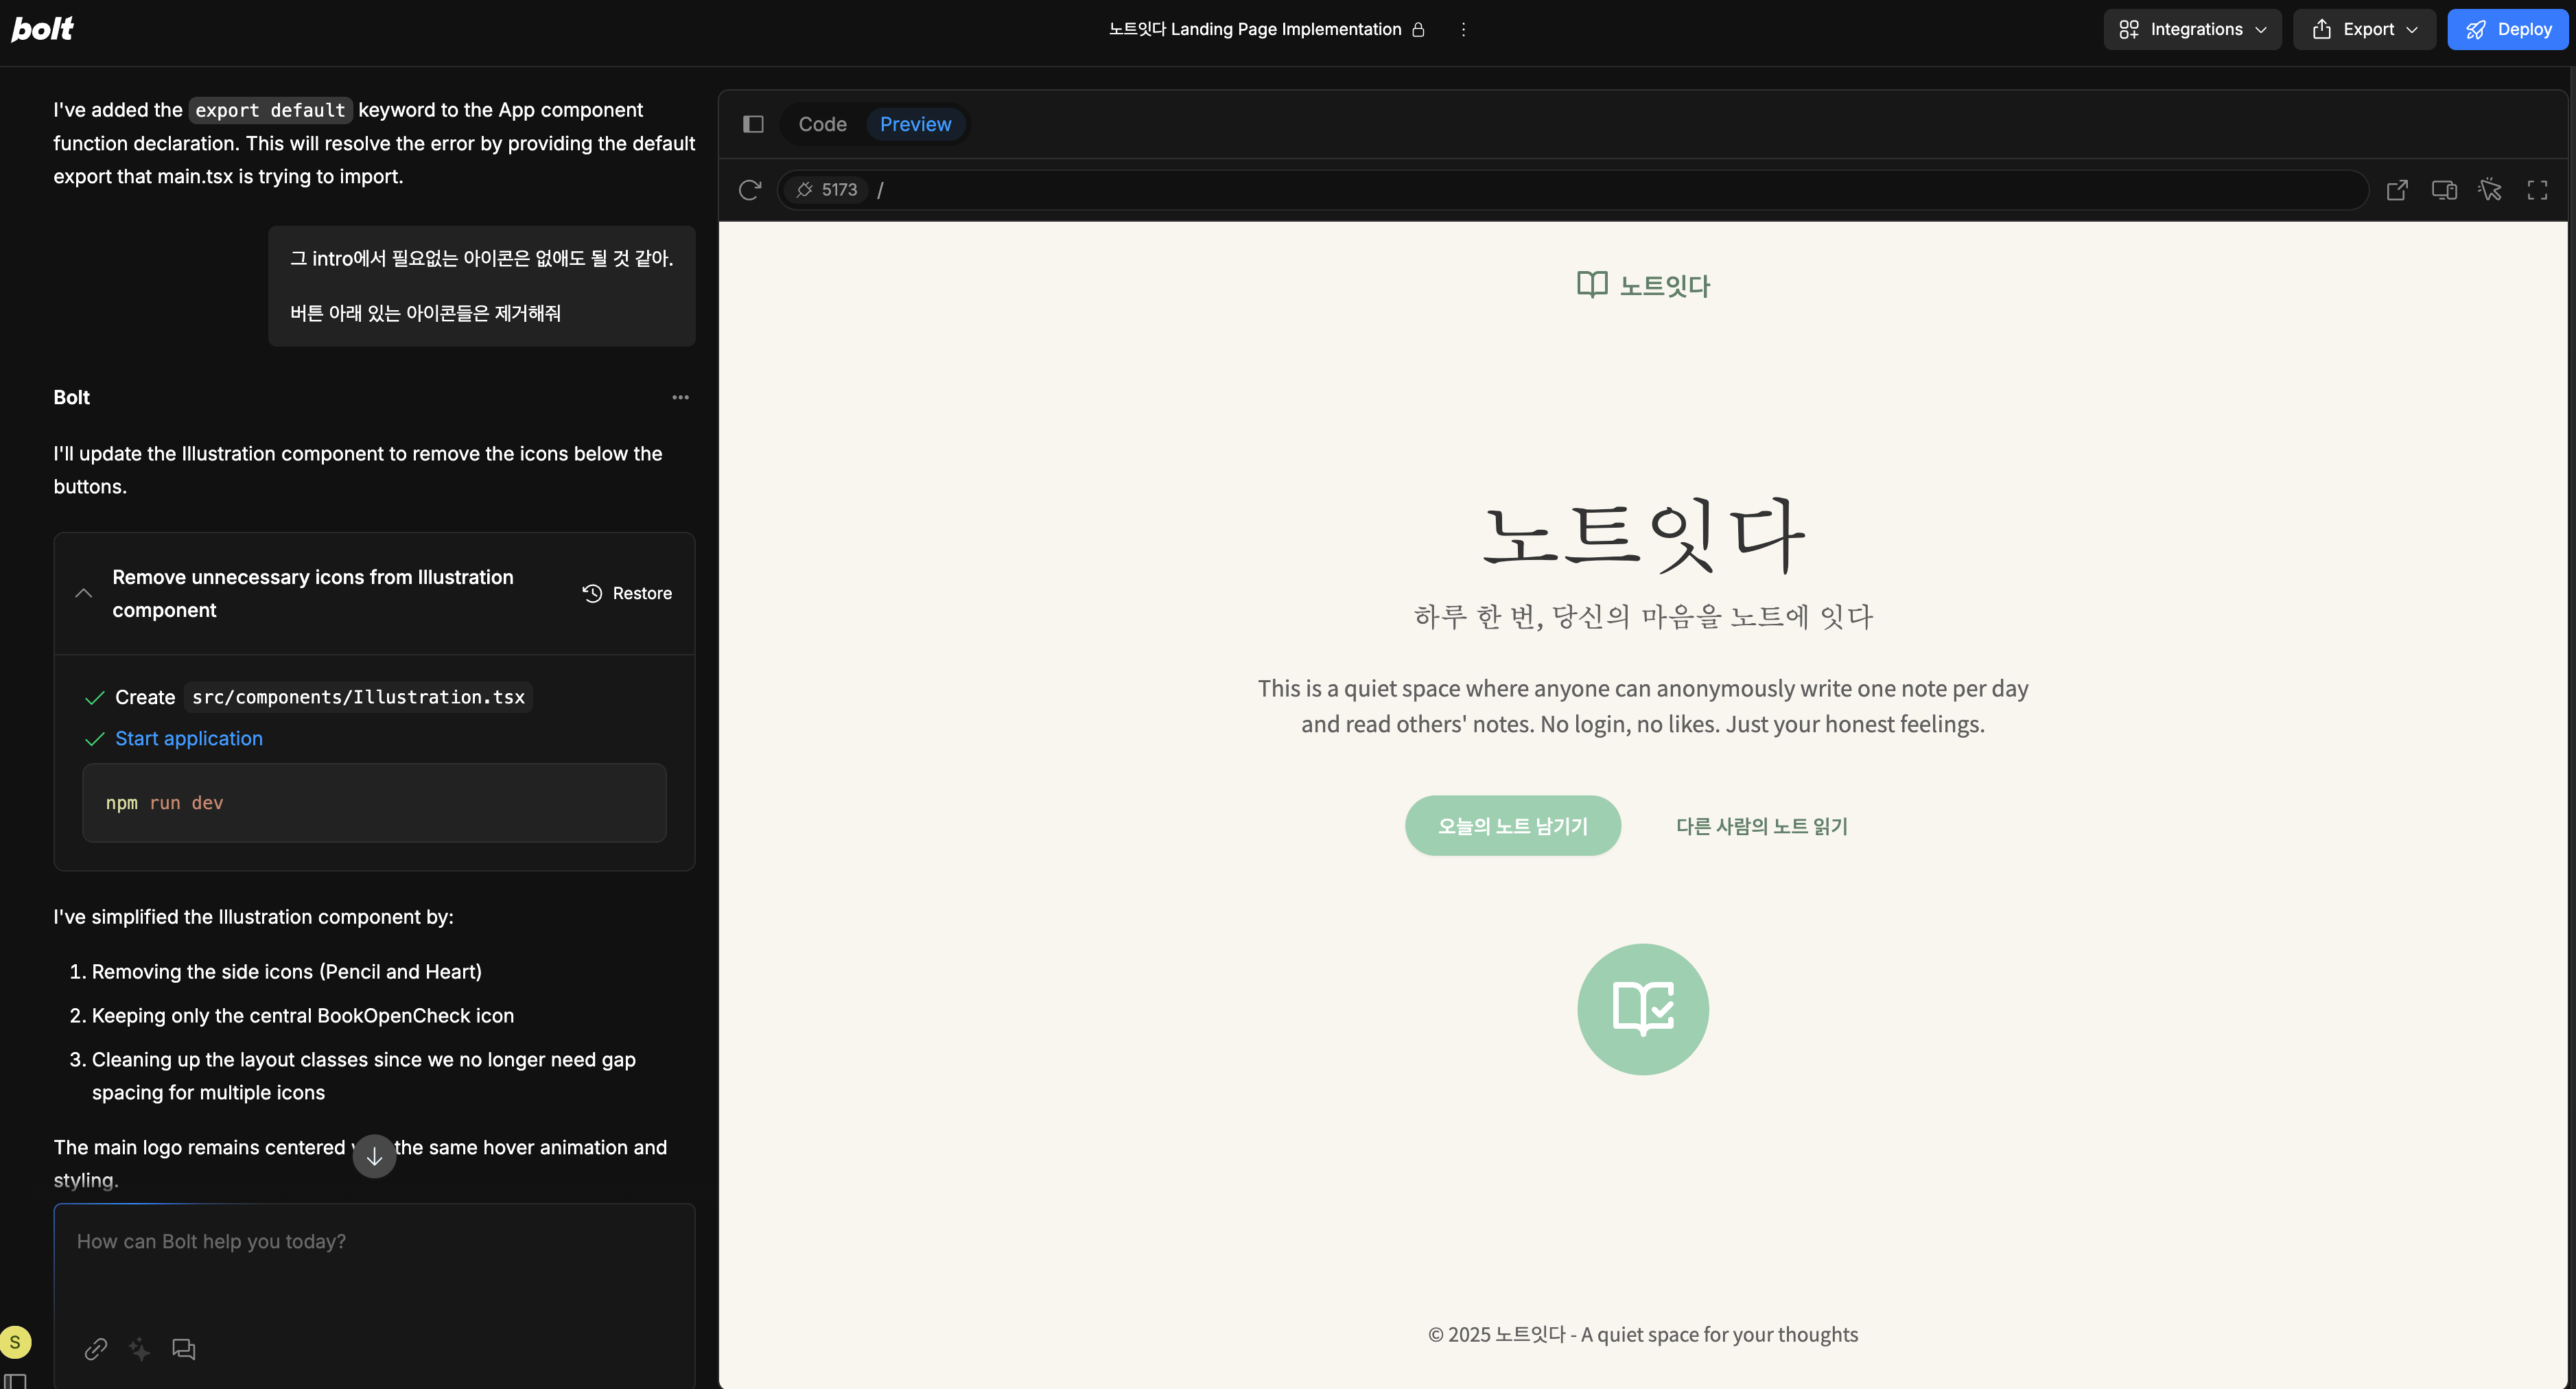 bolt
노트잇다 Landing Page Implementation
Integrations
Export
Deploy
I've added the export default keyword to the App component
function declaration. This will resolve the error by providing the default
export that main.tsx is trying to import.
그 intro에서 필요없는 아이콘은 없애도 될 것 같아.
버튼 아래 있는 아이콘들은 제거해줘
Bolt
I'll update the Illustration component to remove the icons below the
buttons.
Remove unnecessary icons from Illustration
component
Restore
Create src/components/Illustration.tsx
Start application
npm run dev
I've simplified the Illustration component by:
1. Removing the side icons (Pencil and Heart)
2. Keeping only the central BookOpenCheck icon
3. Cleaning up the layout classes since we no longer need gap
spacing for multiple icons
The main logo remains centered the same hover animation and
styling.
How can Bolt help you today?
S
Code
Preview
5173 /
노트잇다
노트잇다
하루 한 번, 당신의 마음을 노트에 잇다
This is a quiet space where anyone can anonymously write one note per day
and read others' notes. No login, no likes. Just your honest feelings.
오늘의 노트 남기기
다른 사람의 노트 읽기
© 2025 노트잇다 - A quiet space for your thoughts